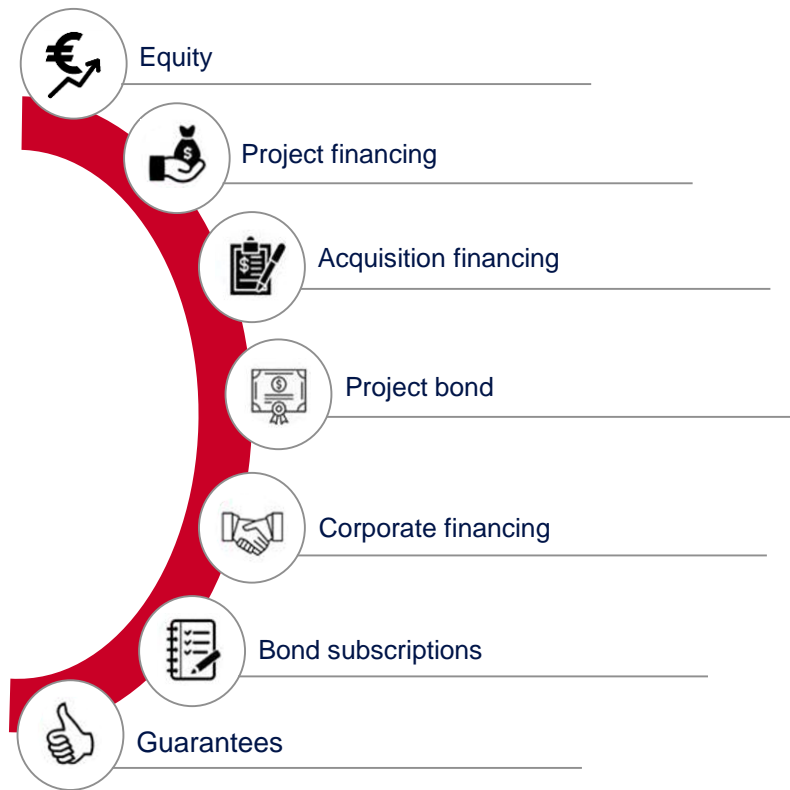 Equity
Project financing
Acquisition financing
Project bond
Corporate financing
Bond subscriptions
Guarantees